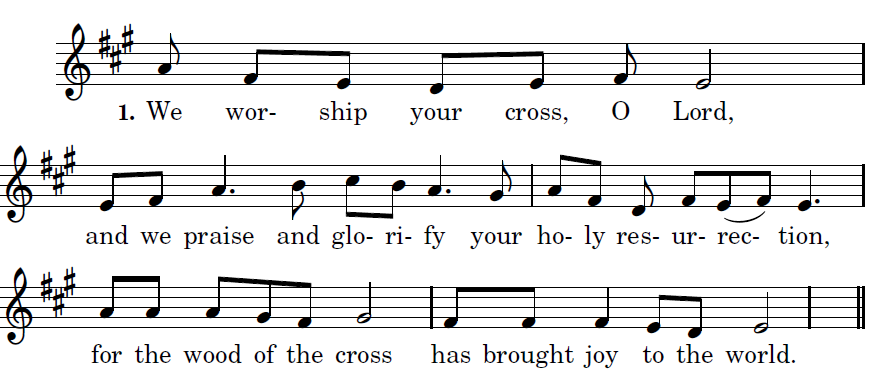 1. We wor- ship your cross, O Lord,
and we praise and glo- ri- fy your ho- ly res- ur- rec- tion,
for the wood of the cross has brought joy to the world.